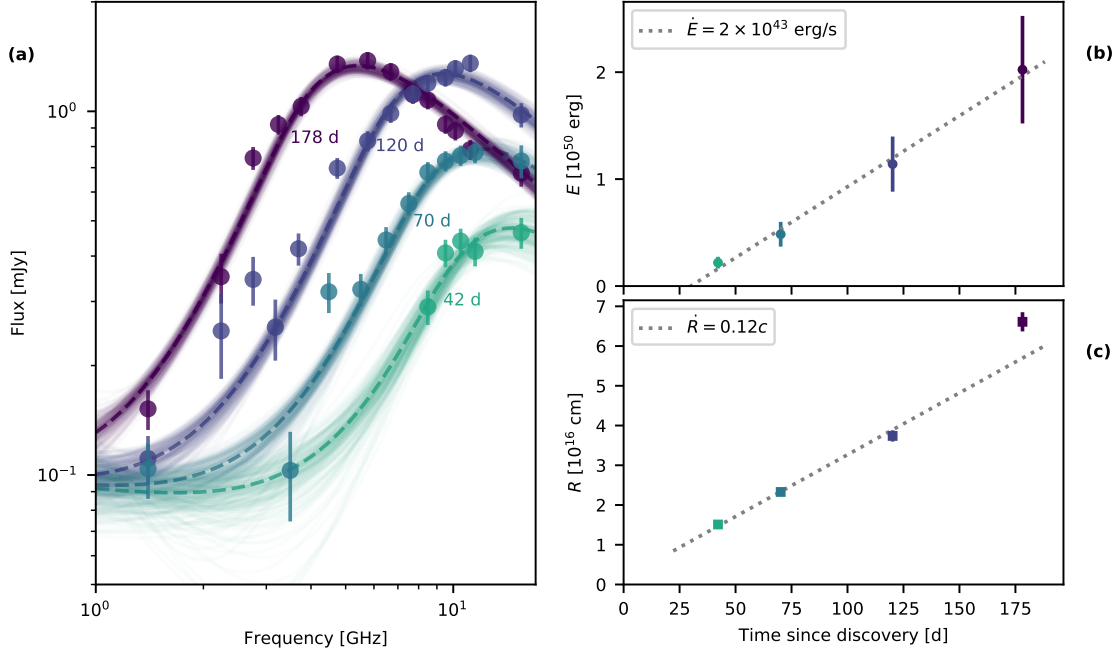 (a)
Flux [mJy]
10⁰
10⁻¹
178 d
120 d
70 d
42 d
10⁰
10¹
Frequency [GHz]
(b)
Ė = 2 × 10⁴³ erg/s
E [10⁵⁰ erg]
2
1
0
(c)
Ṙ = 0.12c
R [10¹⁶ cm]
7
6
5
4
3
2
1
0
0 25 50 75 100 125 150 175
Time since discovery [d]